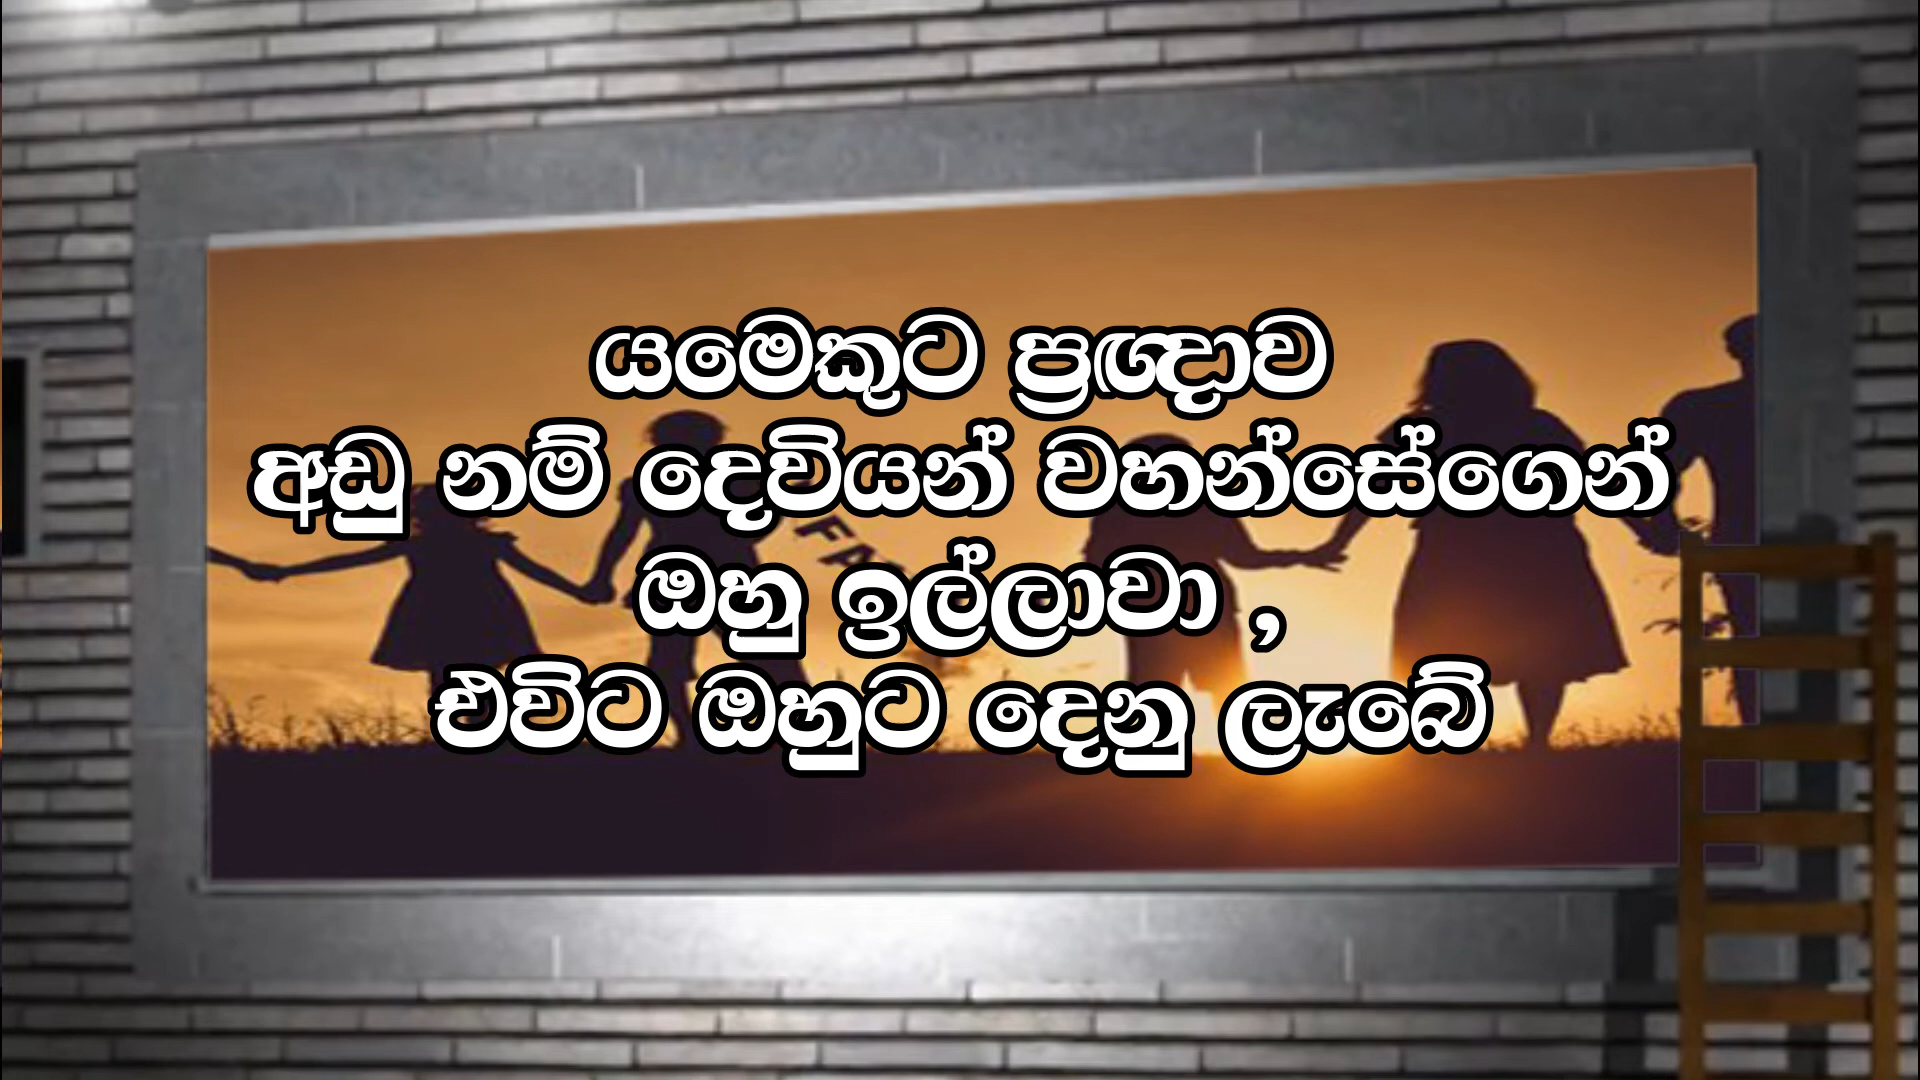 යමෙකුට ප්‍රඥාව
අඩු නම් දෙවියන් වහන්සේගෙන්
ඔහු ඉල්ලාවා ,
එවිට ඔහුට දෙනු ලැබේ